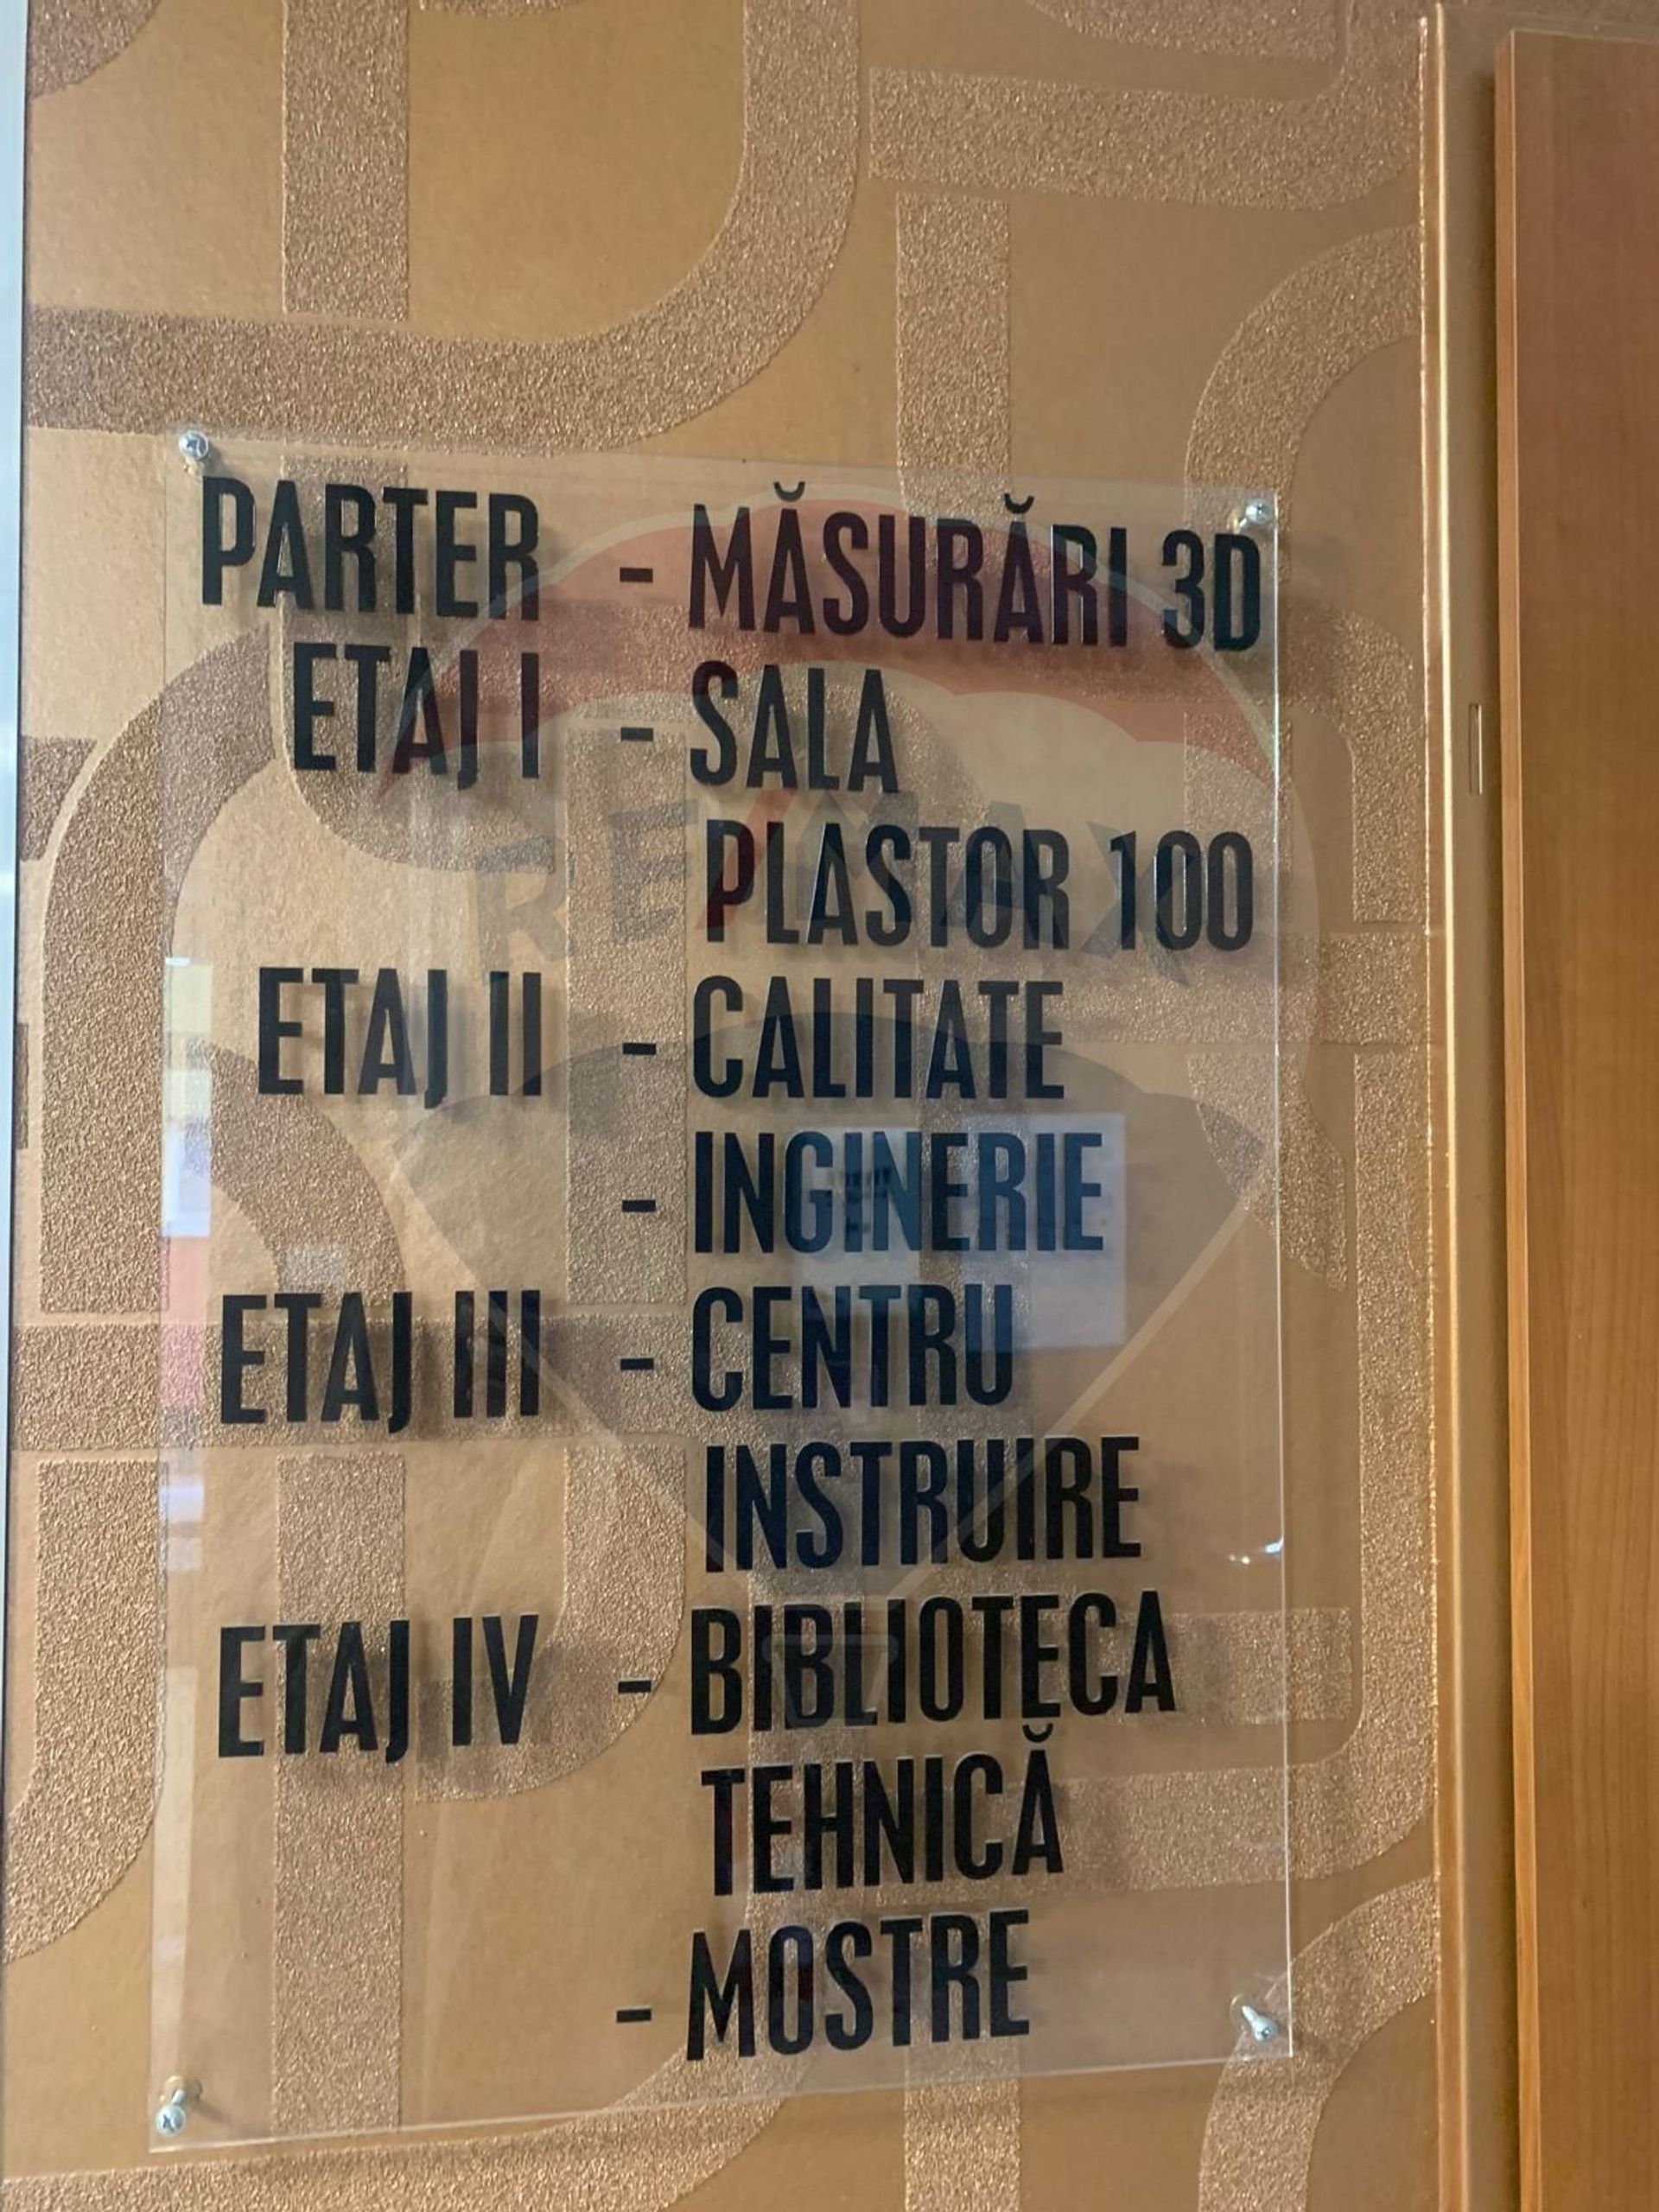 PARTER - MĂSURĂRI 3D
ETAJ I - SALA
PLASTOR 100
ETAJ II - CALITATE
- INGINERIE
ETAJ III - CENTRU
INSTRUIRE
ETAJ IV - BIBLIOTECA
TEHNICĂ
- MOSTRE
RE/MAX